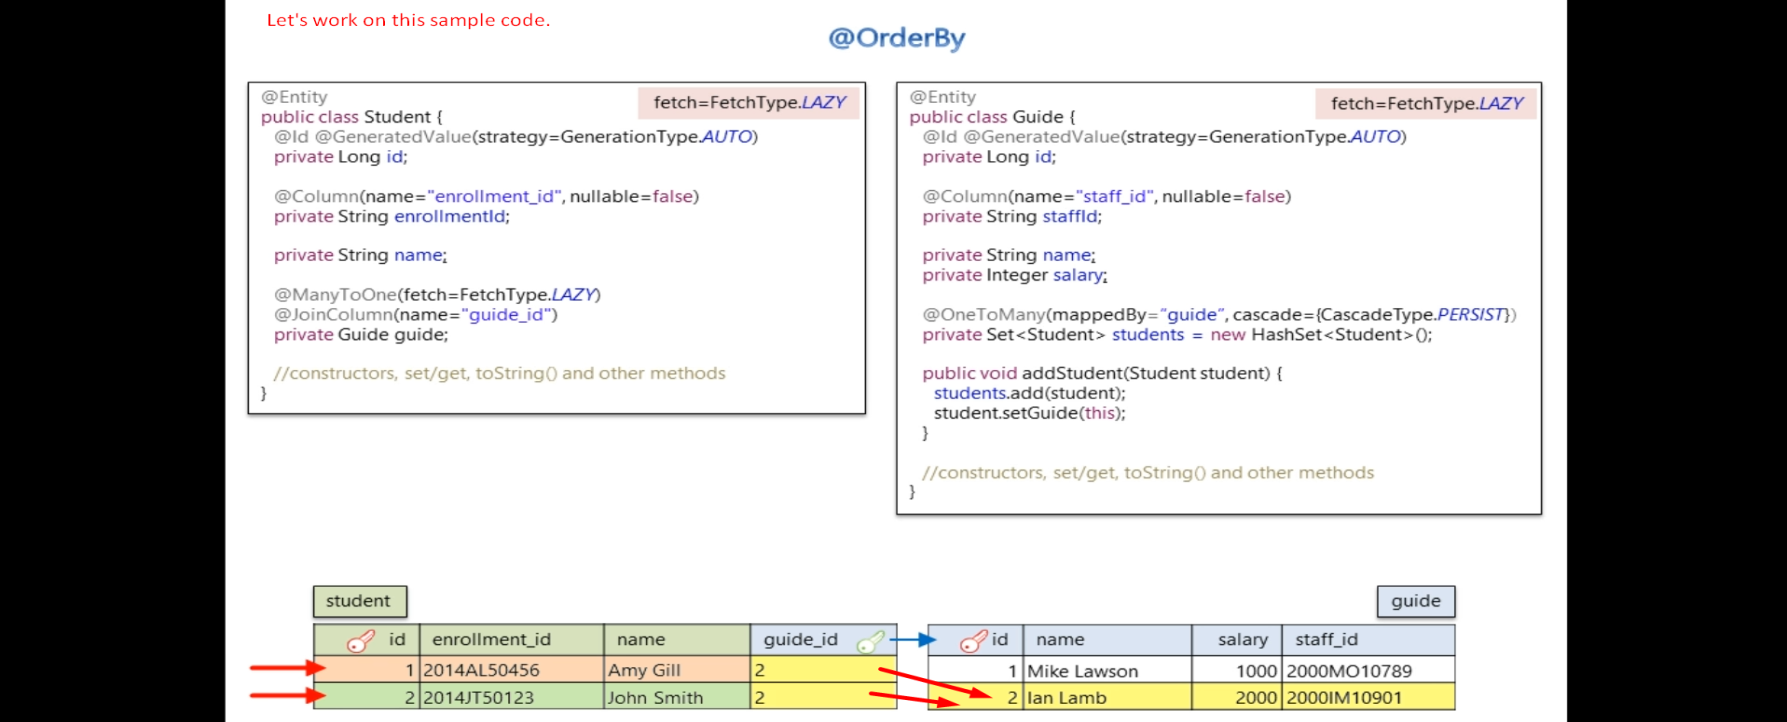 Let's work on this sample code.
@OrderBy
@Entity
fetch=FetchType.LAZY
public class Student {
@Id @GeneratedValue(strategy=GenerationType.AUTO)
private Long id;
@Column(name="enrollment_id", nullable=false)
private String enrollmentId;
private String name;
@ManyToOne(fetch=FetchType.LAZY)
@JoinColumn(name="guide_id")
private Guide guide;
//constructors, set/get, toString() and other methods
}
@Entity
fetch=FetchType.LAZY
public class Guide {
@Id @GeneratedValue(strategy=GenerationType.AUTO)
private Long id;
@Column(name="staff_id", nullable=false)
private String staffId;
private String name;
private Integer salary;
@OneToMany(mappedBy="guide", cascade={CascadeType.PERSIST})
private Set<Student> students = new HashSet<Student>();
public void addStudent(Student student) {
students.add(student);
student.setGuide(this);
}
//constructors, set/get, toString() and other methods
}
student
id enrollment_id name guide_id
1 2014AL50456 Amy Gill 2
2 2014JT50123 John Smith 2
guide
id name salary staff_id
1 Mike Lawson 1000 2000MO10789
2 Ian Lamb 2000 2000IM10901